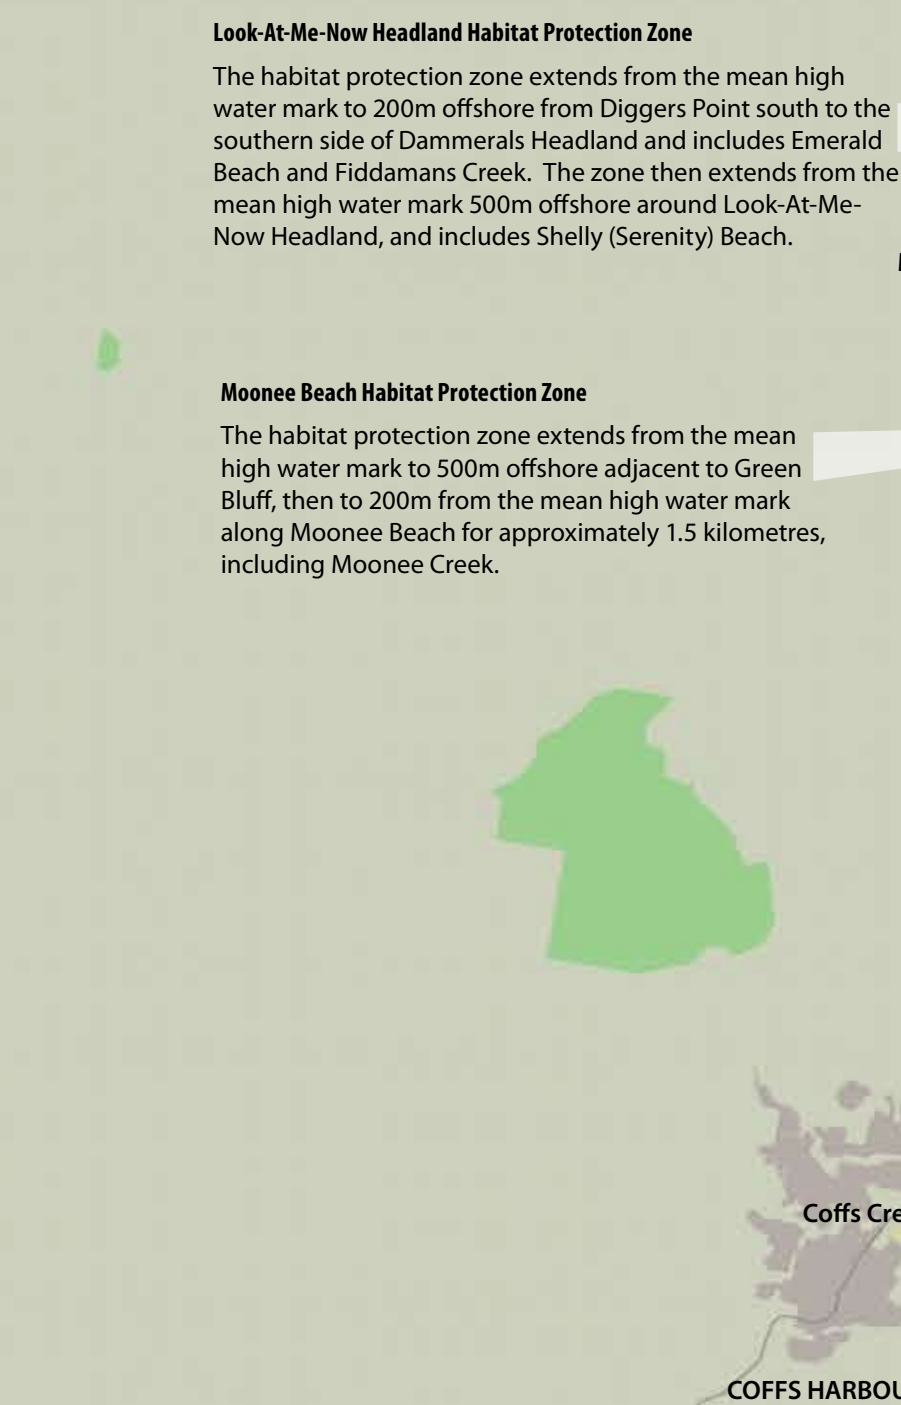 Look-At-Me-Now Headland Habitat Protection Zone
The habitat protection zone extends from the mean high
water mark to 200m offshore from Diggers Point south to the
southern side of Dammerals Headland and includes Emerald
Beach and Fiddamans Creek.  The zone then extends from the
mean high water mark 500m offshore around Look-At-Me-
Now Headland, and includes Shelly (Serenity) Beach.
Moonee Beach Habitat Protection Zone
The habitat protection zone extends from the mean
high water mark to 500m offshore adjacent to Green
Bluff, then to 200m from the mean high water mark
along Moonee Beach for approximately 1.5 kilometres,
including Moonee Creek.
Coffs Cre
COFFS HARBOU